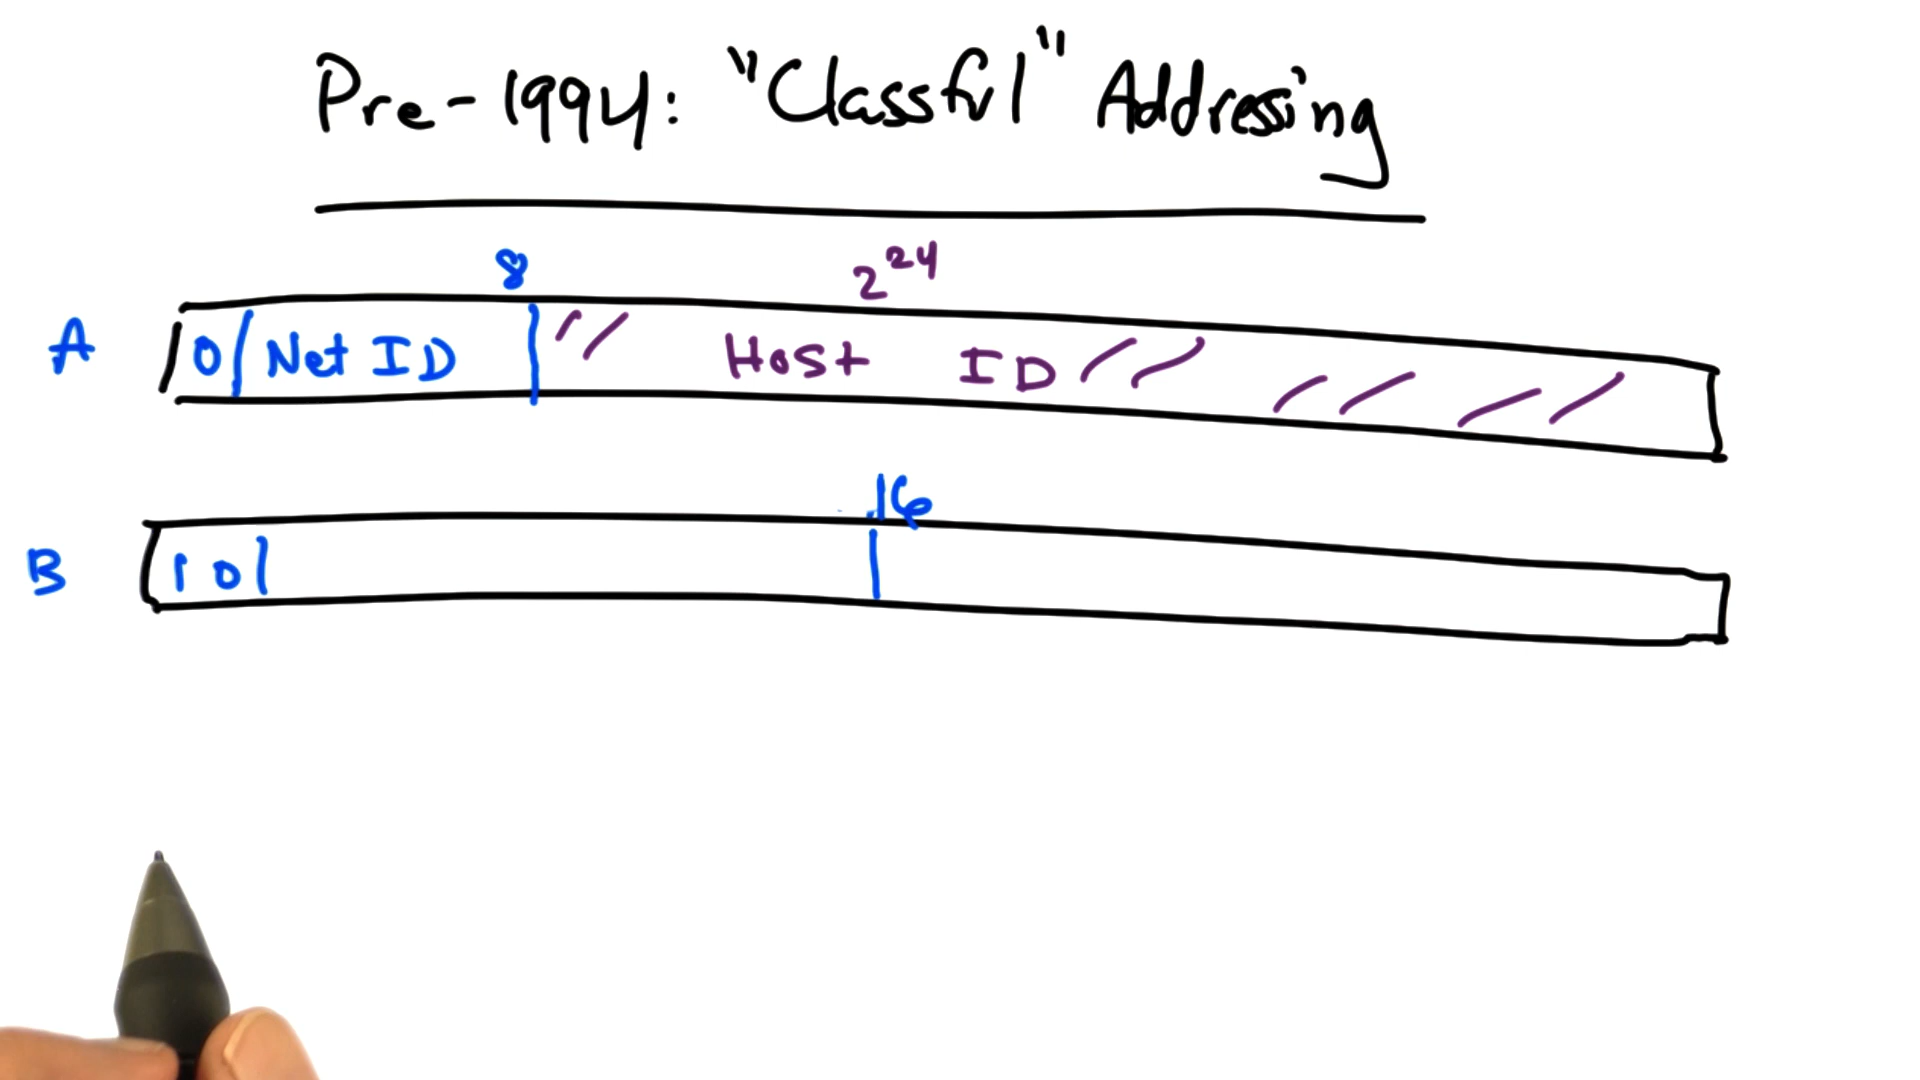 Pre-1994: "Classful" Addressing
8 2^24
A 0 Net ID Host ID
16
B 10